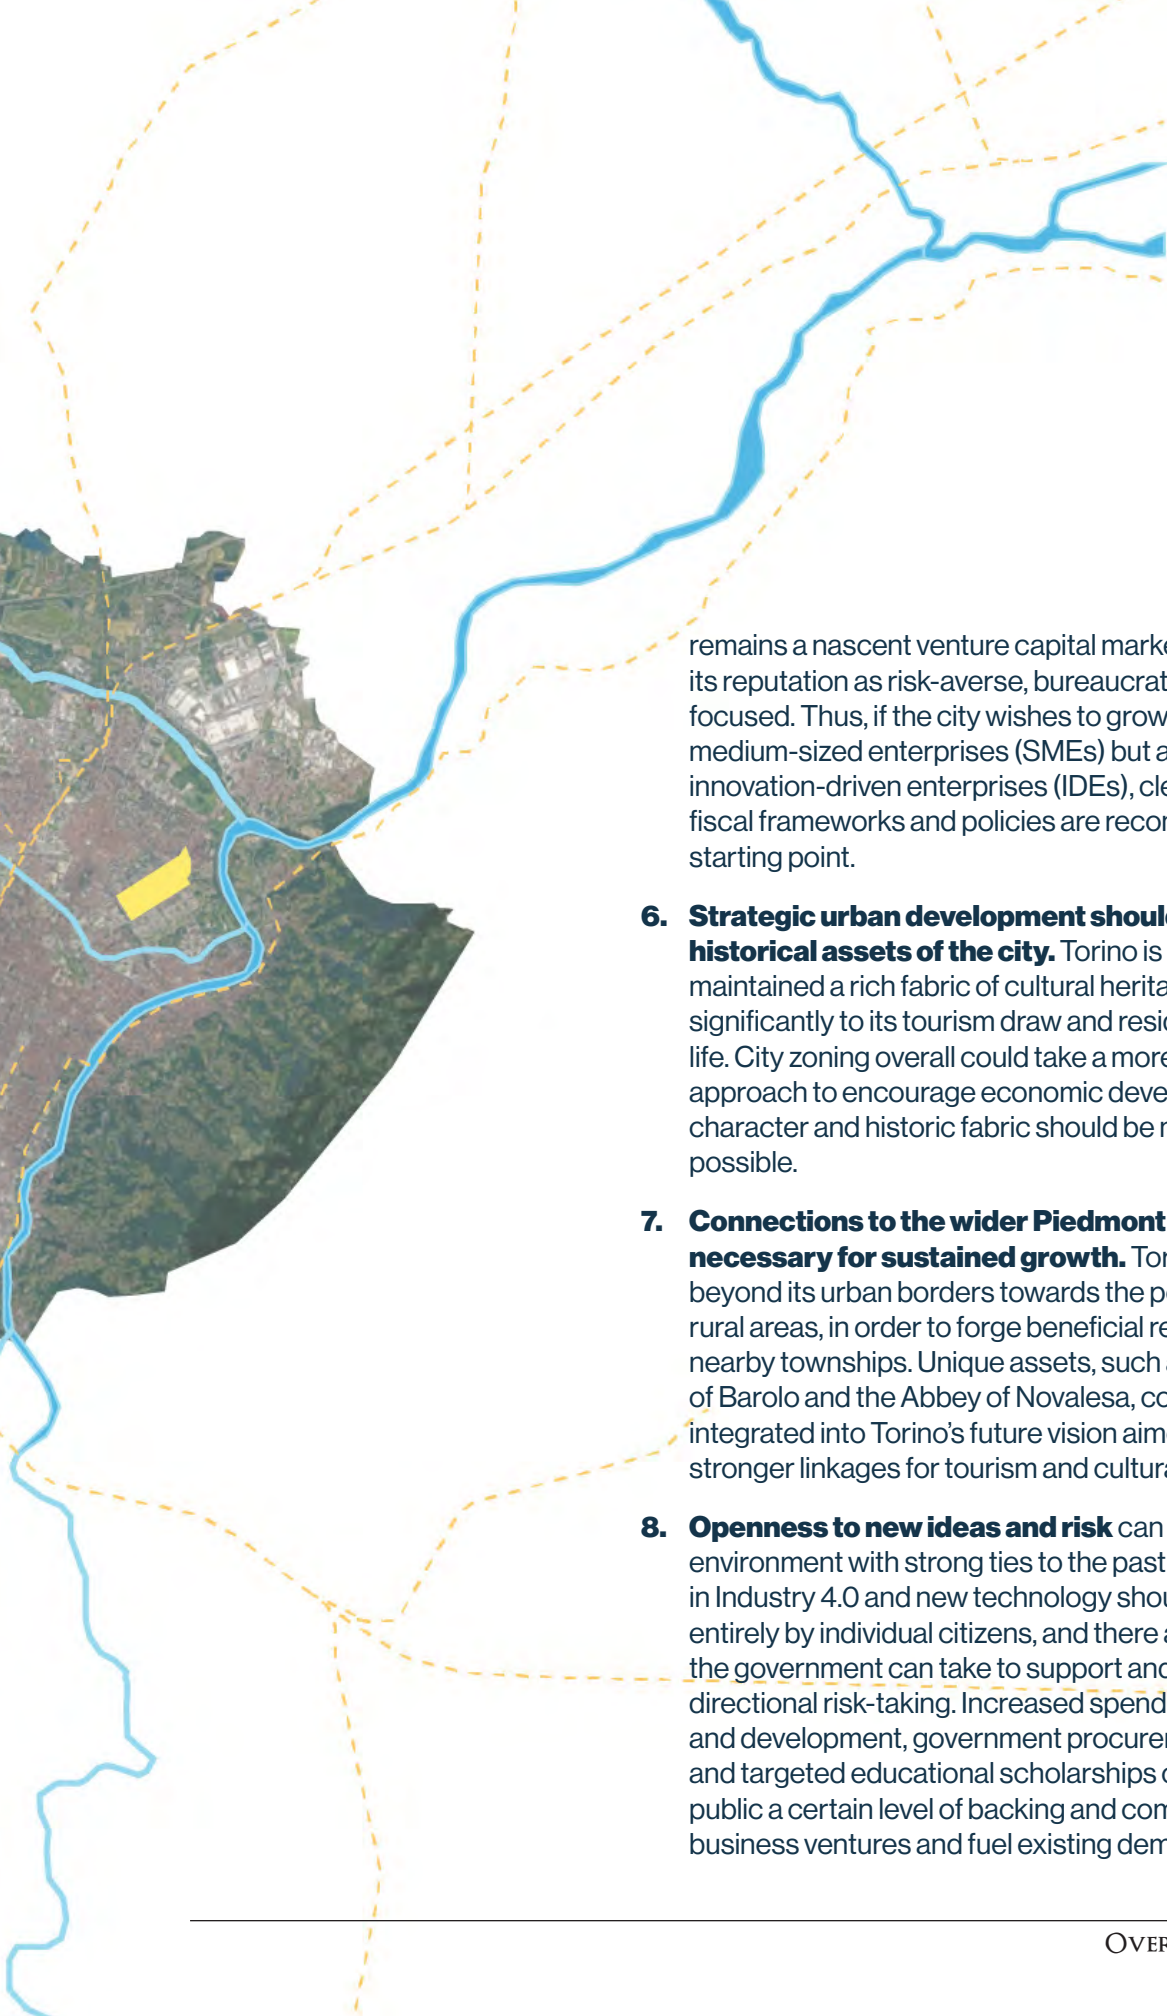 remains a nascent venture capital marke
its reputation as risk-averse, bureaucrat
focused. Thus, if the city wishes to grow
medium-sized enterprises (SMEs) but a
innovation-driven enterprises (IDEs), cle
fiscal frameworks and policies are recor
starting point.
6. Strategic urban development shoul
historical assets of the city. Torino is
maintained a rich fabric of cultural herita
significantly to its tourism draw and resid
life. City zoning overall could take a more
approach to encourage economic deve
character and historic fabric should be r
possible.
7. Connections to the wider Piedmont
necessary for sustained growth. Tor
beyond its urban borders towards the p
rural areas, in order to forge beneficial re
nearby townships. Unique assets, such a
of Barolo and the Abbey of Novalesa, co
integrated into Torino's future vision aim
stronger linkages for tourism and cultura
8. Openness to new ideas and risk can
environment with strong ties to the past
in Industry 4.0 and new technology shou
entirely by individual citizens, and there a
the government can take to support and
directional risk-taking. Increased spend
and development, government procurer
and targeted educational scholarships c
public a certain level of backing and com
business ventures and fuel existing dem
OVER